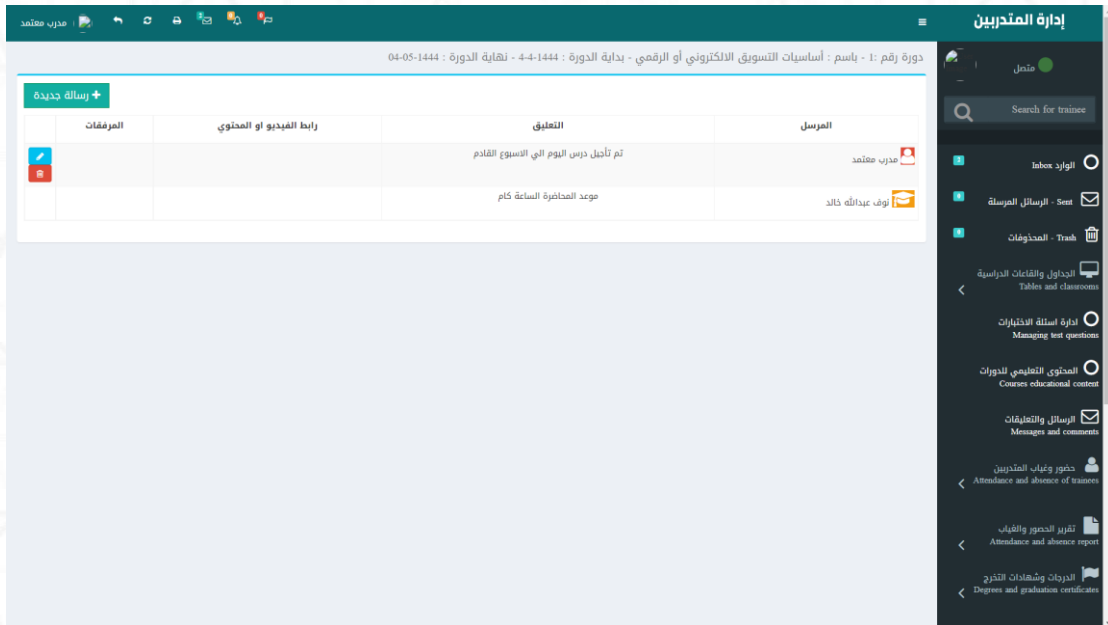 إدارة المتدربين
مدرب معتمد
3
0
0
متصل
Search for trainee
الوارد Inbox
Sent - الرسائل المرسلة
Trash - المحذوفات
الجداول والقاعات الدراسية
Tables and classrooms
ادارة اسئلة الاختبارات
Managing test questions
المحتوى التعليمي للدورات
Courses educational content
الرسائل والتعليقات
Messages and comments
حضور وغياب المتدربين
Attendance and absence of trainees
تقرير الحضور والغياب
Attendance and absence report
الدرجات وشهادات التخرج
Degrees and graduation certificates
دورة رقم :1 - باسم : أساسيات التسويق الالكتروني أو الرقمي - بداية الدورة : 1444-4-4 - نهاية الدورة : 1444-05-04
+ رسالة جديدة
المرسل التعليق رابط الفيديو او المحتوي المرفقات
مدرب معتمد تم تأجيل درس اليوم الي الاسبوع القادم
نوف عبدالله خالد موعد المحاضرة الساعة كام